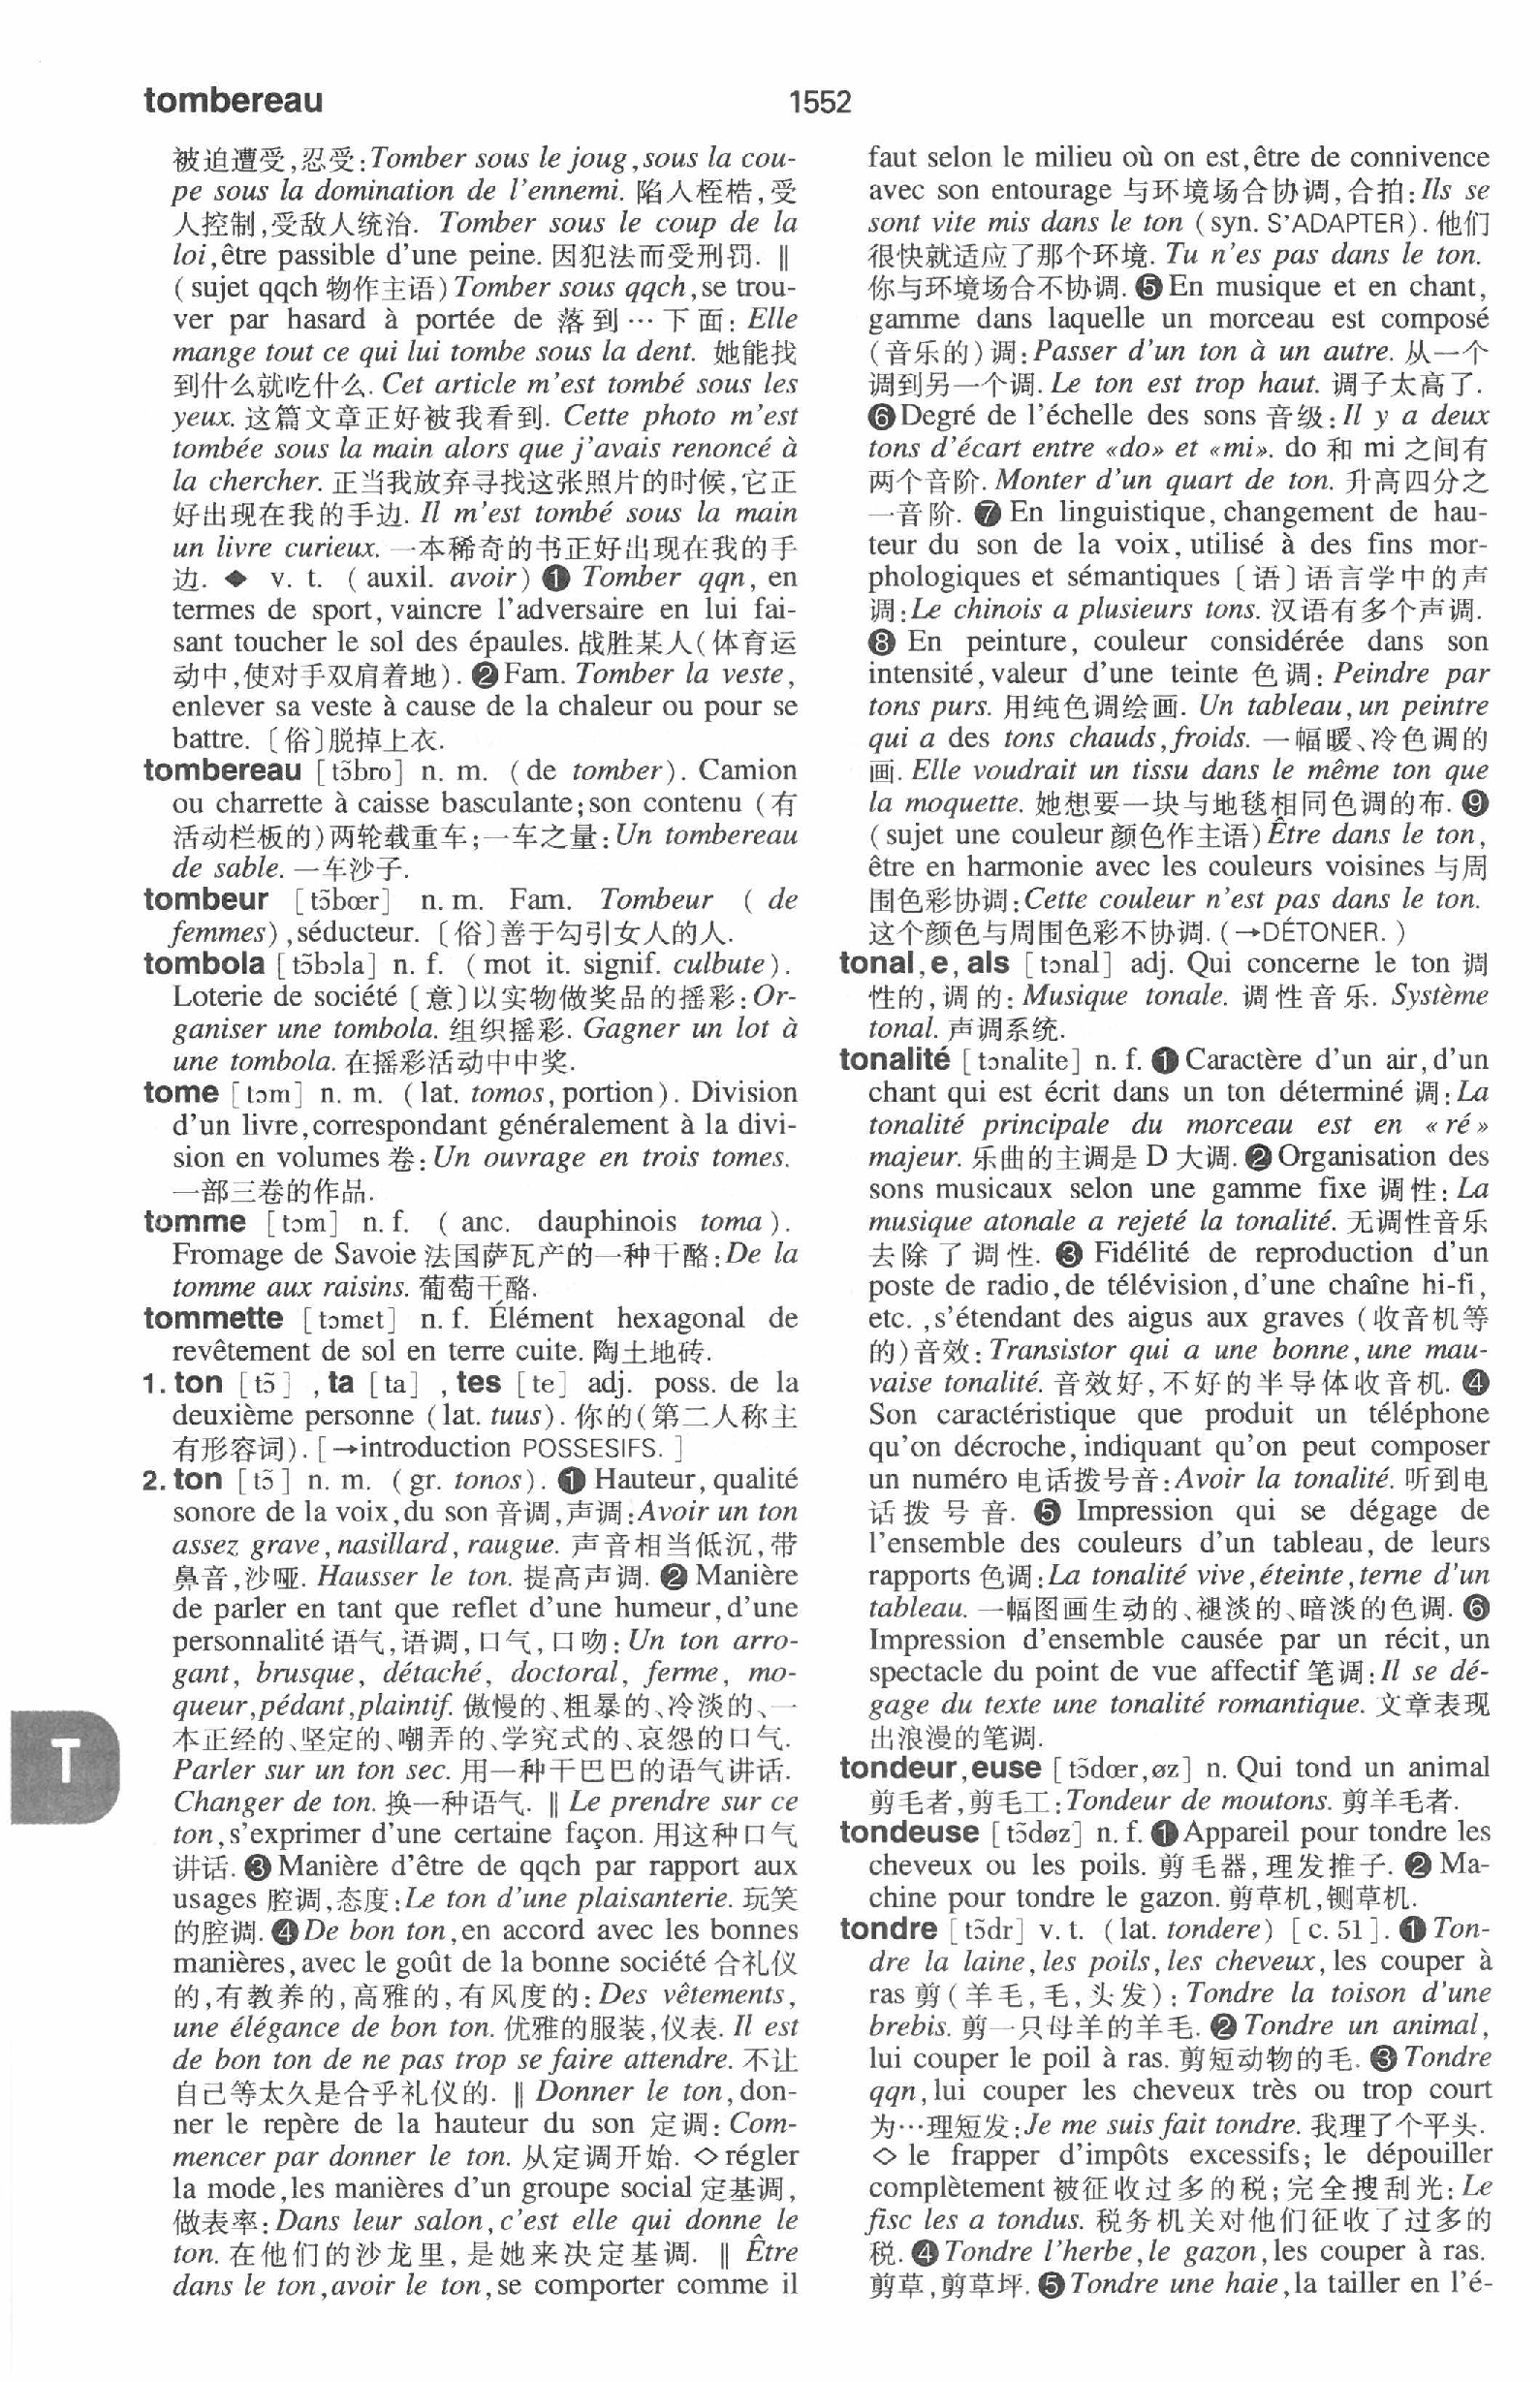 tombereau
1552
被迫遭受,忍受:Tomber sous le joug,sous la cou-
pe sous la domination de l'ennemi. 陷人桎梏,受
人控制,受敌人统治. Tomber sous le coup de la
loi,être passible d'une peine. 因犯法而受刑罚. ‖
(sujet qqch 物作主语)Tomber sous qqch,se trou-
ver par hasard à portée de 落到…下面: Elle
mange tout ce qui lui tombe sous la dent. 她能找
到什么就吃什么. Cet article m'est tombé sous les
yeux. 这篇文章正好被我看到. Cette photo m'est
tombée sous la main alors que j'avais renoncé à
la chercher. 正当我放弃寻找这张照片的时候,它正
好出现在我的手边. Il m'est tombé sous la main
un livre curieux. 一本稀奇的书正好出现在我的手
边. ◆ v. t. (auxil. avoir) ❶ Tomber qqn, en
termes de sport,vaincre l'adversaire en lui fai-
sant toucher le sol des épaules. 战胜某人(体育运
动中,使对手双肩着地). ❷Fam. Tomber la veste,
enlever sa veste à cause de la chaleur ou pour se
battre. 〔俗〕脱掉上衣.
tombereau [tɔ̃bro] n. m. (de tomber). Camion
ou charrette à caisse basculante;son contenu (有
活动栏板的)两轮载重车;一车之量:Un tombereau
de sable. 一车沙子.
tombeur [tɔ̃bœr] n. m. Fam. Tombeur (de
femmes),séducteur. 〔俗〕善于勾引女人的人.
tombola [tɔ̃bɔla] n. f. (mot it. signif. culbute).
Loterie de société〔意〕以实物做奖品的摇彩:Or-
ganiser une tombola. 组织摇彩. Gagner un lot à
une tombola. 在摇彩活动中中奖.
tome [tɔm] n. m. (lat. tomos,portion). Division
d'un livre,correspondant généralement à la divi-
sion en volumes 卷:Un ouvrage en trois tomes.
一部三卷的作品.
tomme [tɔm] n. f. (anc. dauphinois toma).
Fromage de Savoie 法国萨瓦产的一种干酪:De la
tomme aux raisins. 葡萄干酪.
tommette [tɔmɛt] n. f. Élément hexagonal de
revêtement de sol en terre cuite. 陶土地砖.
1. ton [tɔ̃] , ta [ta] , tes [te] adj. poss. de la
deuxième personne (lat. tuus). 你的(第二人称主
有形容词). [→introduction POSSESIFS.]
2. ton [tɔ̃] n. m. (gr. tonos). ❶ Hauteur,qualité
sonore de la voix,du son 音调,声调:Avoir un ton
assez grave,nasillard,raugue. 声音相当低沉,带
鼻音,沙哑. Hausser le ton. 提高声调. ❷ Manière
de parler en tant que reflet d'une humeur,d'une
personnalité 语气,语调,口气,口吻:Un ton arro-
gant, brusque, détaché, doctoral, ferme, mo-
queur,pédant,plaintif. 傲慢的、粗暴的、冷淡的、一
本正经的、坚定的、嘲弄的、学究式的、哀怨的口气.
Parler sur un ton sec. 用一种干巴巴的语气讲话.
Changer de ton. 换一种语气. ‖ Le prendre sur ce
ton,s'exprimer d'une certaine façon. 用这种口气
讲话. ❸ Manière d'être de qqch par rapport aux
usages 腔调,态度:Le ton d'une plaisanterie. 玩笑
的腔调. ❹ De bon ton,en accord avec les bonnes
manières,avec le goût de la bonne société 合礼仪
的,有教养的,高雅的,有风度的:Des vêtements,
une élégance de bon ton. 优雅的服装,仪表. Il est
de bon ton de ne pas trop se faire attendre. 不让
自己等太久是合乎礼仪的. ‖ Donner le ton,don-
ner le repère de la hauteur du son 定调: Com-
mencer par donner le ton. 从定调开始. ◇régler
la mode,les manières d'un groupe social 定基调,
做表率:Dans leur salon,c'est elle qui donne le
ton. 在他们的沙龙里,是她来决定基调. ‖ Être
dans le ton,avoir le ton,se comporter comme il
T
faut selon le milieu où on est,être de connivence
avec son entourage 与环境场合协调,合拍:Ils se
sont vite mis dans le ton (syn. S'ADAPTER). 他们
很快就适应了那个环境. Tu n'es pas dans le ton.
你与环境场合不协调. ❺ En musique et en chant,
gamme dans laquelle un morceau est composé
(音乐的)调:Passer d'un ton à un autre. 从一个
调到另一个调. Le ton est trop haut. 调子太高了.
❻ Degré de l'échelle des sons 音级:Il y a deux
tons d'écart entre «do» et «mi». do 和 mi 之间有
两个音阶. Monter d'un quart de ton. 升高四分之
一音阶. ❼ En linguistique,changement de hau-
teur du son de la voix,utilisé à des fins mor-
phologiques et sémantiques〔语〕语言学中的声
调:Le chinois a plusieurs tons. 汉语有多个声调.
❽ En peinture, couleur considérée dans son
intensité,valeur d'une teinte 色调: Peindre par
tons purs. 用纯色调绘画. Un tableau,un peintre
qui a des tons chauds,froids. 一幅暖、冷色调的
画. Elle voudrait un tissu dans le même ton que
la moquette. 她想要一块与地毯相同色调的布. ❾
(sujet une couleur 颜色作主语)Être dans le ton,
être en harmonie avec les couleurs voisines 与周
围色彩协调:Cette couleur n'est pas dans le ton.
这个颜色与周围色彩不协调. (→DÉTONER.)
tonal,e,als [tɔnal] adj. Qui concerne le ton 调
性的,调的:Musique tonale. 调性音乐. Système
tonal. 声调系统.
tonalité [tɔnalite] n. f. ❶ Caractère d'un air,d'un
chant qui est écrit dans un ton déterminé 调:La
tonalité principale du morceau est en «ré»
majeur. 乐曲的主调是 D 大调. ❷ Organisation des
sons musicaux selon une gamme fixe 调性:La
musique atonale a rejeté la tonalité. 无调性音乐
去除了调性. ❸ Fidélité de reproduction d'un
poste de radio,de télévision,d'une chaîne hi-fi,
etc. ,s'étendant des aigus aux graves (收音机等
的)音效:Transistor qui a une bonne,une mau-
vaise tonalité. 音效好,不好的半导体收音机. ❹
Son caractéristique que produit un téléphone
qu'on décroche,indiquant qu'on peut composer
un numéro 电话拨号音:Avoir la tonalité. 听到电
话拨号音. ❺ Impression qui se dégage de
l'ensemble des couleurs d'un tableau, de leurs
rapports 色调:La tonalité vive,éteinte,terne d'un
tableau. 一幅图画生动的、褪淡的、暗淡的色调. ❻
Impression d'ensemble causée par un récit, un
spectacle du point de vue affectif 笔调:Il se dé-
gage du texte une tonalité romantique. 文章表现
出浪漫的笔调.
tondeur,euse [tɔ̃dœr,øz] n. Qui tond un animal
剪毛者,剪毛工:Tondeur de moutons. 剪羊毛者.
tondeuse [tɔ̃døz] n. f. ❶ Appareil pour tondre les
cheveux ou les poils. 剪毛器,理发推子. ❷ Ma-
chine pour tondre le gazon. 剪草机,铡草机.
tondre [tɔ̃dr] v. t. (lat. tondere) [c. 51]. ❶ Ton-
dre la laine,les poils,les cheveux,les couper à
ras 剪(羊毛,毛,头发): Tondre la toison d'une
brebis. 剪一只母羊的羊毛. ❷ Tondre un animal,
lui couper le poil à ras. 剪短动物的毛. ❸ Tondre
qqn,lui couper les cheveux très ou trop court
为…理短发:Je me suis fait tondre. 我理了个平头.
◇ le frapper d'impôts excessifs; le dépouiller
complètement 被征收过多的税;完全搜刮光: Le
fisc les a tondus. 税务机关对他们征收了过多的
税. ❹ Tondre l'herbe,le gazon,les couper à ras.
剪草,剪草坪. ❺ Tondre une haie,la tailler en l'é-